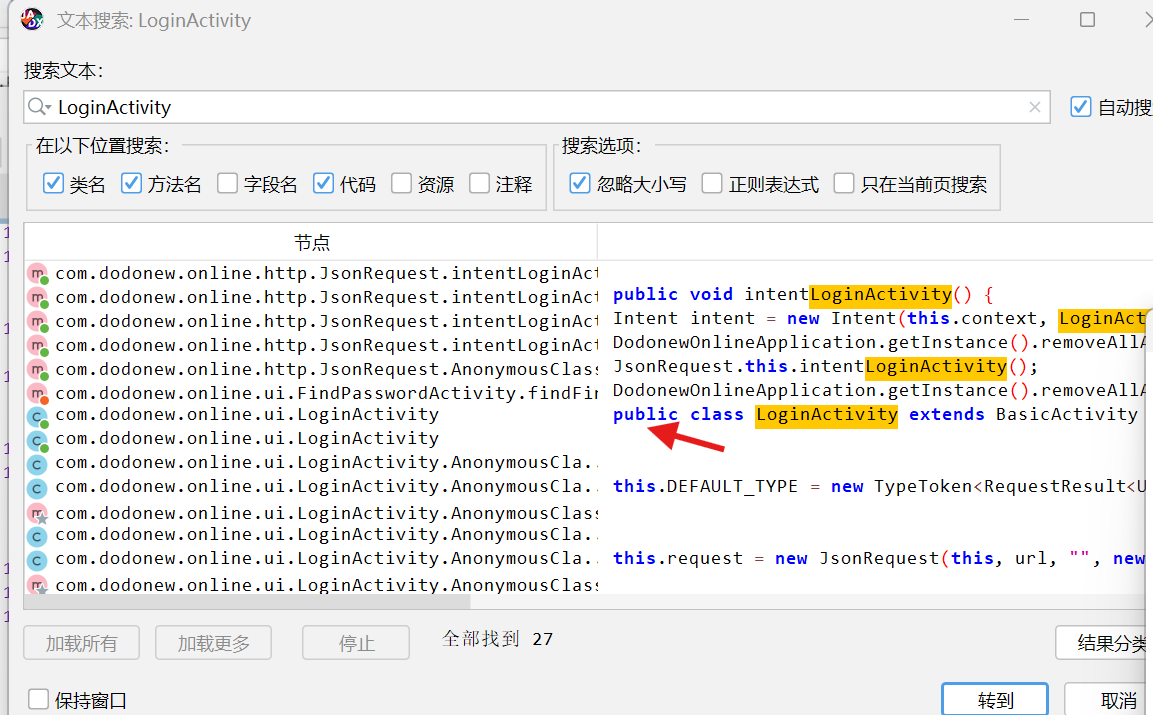 文本搜索: LoginActivity
搜索文本:
LoginActivity
自动搜
在以下位置搜索:
搜索选项:
类名 方法名 字段名 代码 资源 注释
忽略大小写 正则表达式 只在当前页搜索
节点
com.dodonew.online.http.JsonRequest.intentLoginAct
com.dodonew.online.http.JsonRequest.intentLoginAct
public void intentLoginActivity() {
com.dodonew.online.http.JsonRequest.intentLoginAct
Intent intent = new Intent(this.context, LoginAct
com.dodonew.online.http.JsonRequest.intentLoginAct
DodonewOnlineApplication.getInstance().removeAllA
com.dodonew.online.http.JsonRequest.AnonymousClass
JsonRequest.this.intentLoginActivity();
com.dodonew.online.ui.FindPasswordActivity.findFir
DodonewOnlineApplication.getInstance().removeAllA
com.dodonew.online.ui.LoginActivity
public class LoginActivity extends BasicActivity
com.dodonew.online.ui.LoginActivity
com.dodonew.online.ui.LoginActivity.AnonymousCla..
com.dodonew.online.ui.LoginActivity.AnonymousCla..
this.DEFAULT_TYPE = new TypeToken<RequestResult<U
com.dodonew.online.ui.LoginActivity.AnonymousClass
com.dodonew.online.ui.LoginActivity.AnonymousCla..
com.dodonew.online.ui.LoginActivity.AnonymousCla..
this.request = new JsonRequest(this, url, "", new
com.dodonew.online.ui.LoginActivity.AnonymousClass
加载所有
加载更多
停止
全部找到 27
结果分类
保持窗口
转到
取消